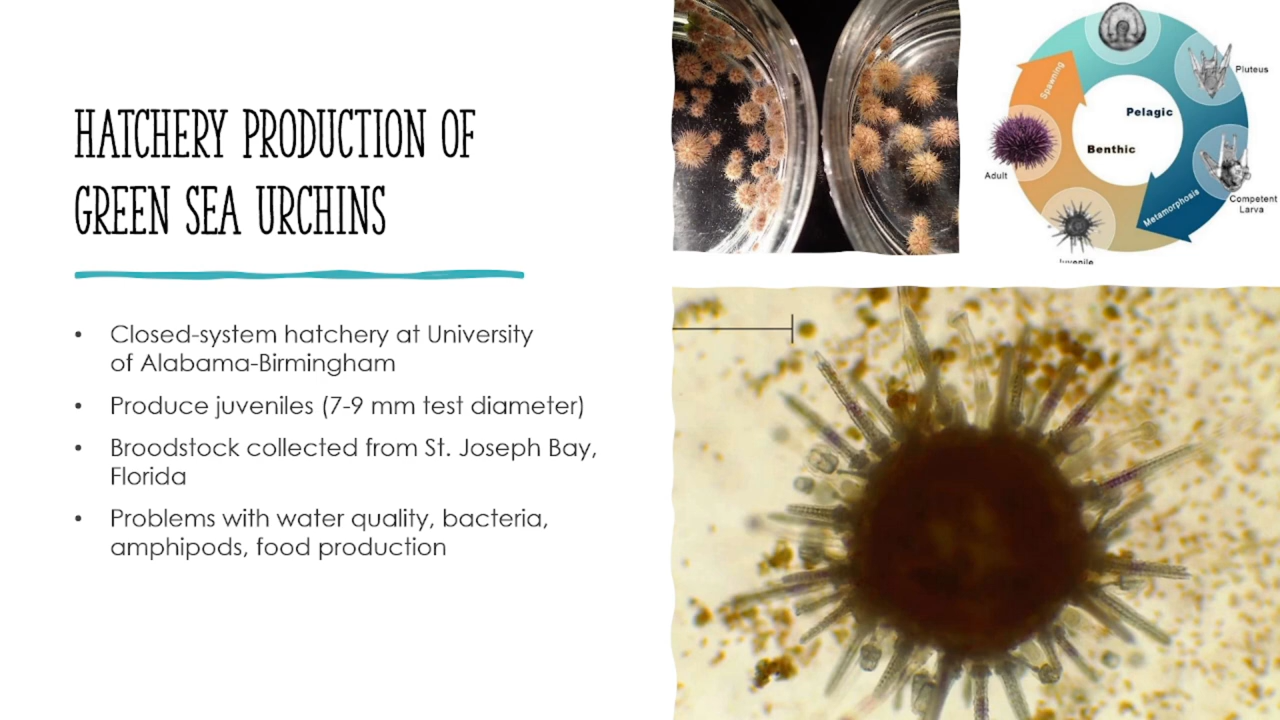 HATCHERY PRODUCTION OF
GREEN SEA URCHINS
• Closed-system hatchery at University
of Alabama-Birmingham
• Produce juveniles (7-9 mm test diameter)
• Broodstock collected from St. Joseph Bay,
Florida
• Problems with water quality, bacteria,
amphipods, food production
Spawning
Pluteus
Pelagic
Benthic
Adult
Competent
Larva
Metamorphosis
Juvenile